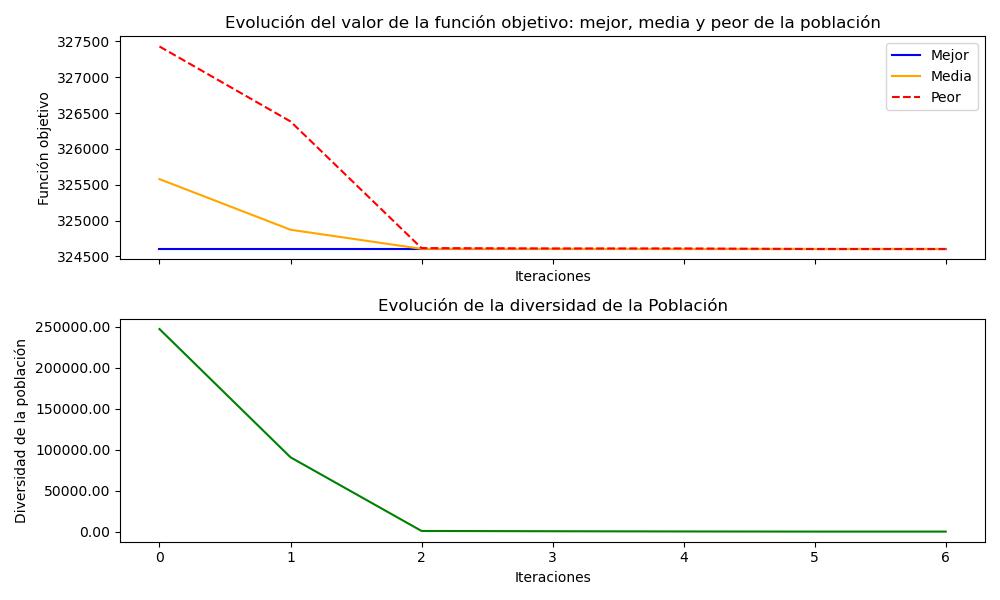 Evolución del valor de la función objetivo: mejor, media y peor de la población
Función objetivo
327500
327000
326500
326000
325500
325000
324500
Mejor
Media
Peor
Iteraciones
Evolución de la diversidad de la Población
Diversidad de la población
250000.00
200000.00
150000.00
100000.00
50000.00
0.00
0 1 2 3 4 5 6
Iteraciones